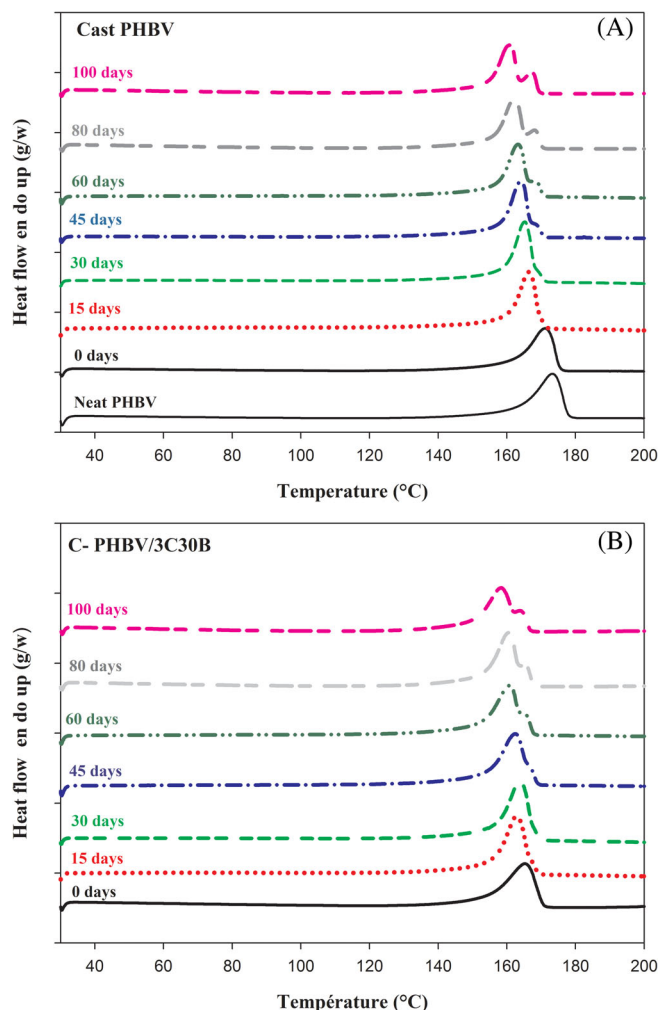 Cast PHBV
(A)
100 days
80 days
60 days
45 days
30 days
15 days
0 days
Neat PHBV
Heat flow en do up (g/w)
40 60 80 100 120 140 160 180 200
Temperature (°C)
C- PHBV/3C30B
(B)
100 days
80 days
60 days
45 days
30 days
15 days
0 days
Heat flow en do up (g/w)
40 60 80 100 120 140 160 180 200
Température (°C)